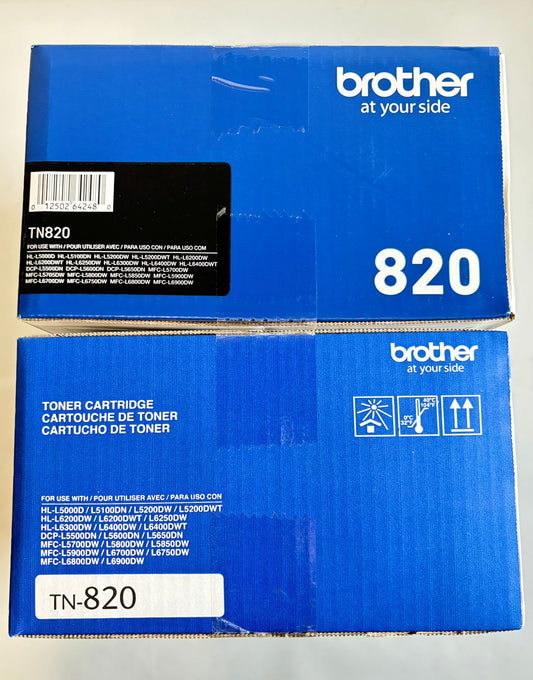 brother
at your side
0 12502 64248 0
TN820
FOR USE WITH / POUR UTILISER AVEC / PARA USO CON
HL-L5000D HL-L5100DN HL-L5200DW HL-L5200DWT HL-L6200DW
HL-L6200DWT HL-L6250DW HL-L6300DW HL-L6400DW HL-L6400DWT
DCP-L5500DN DCP-L5600DN DCP-L5650DN MFC-L5700DW
MFC-L5705DW MFC-L5800DW MFC-L5850DW MFC-L5900DW
MFC-L6700DW MFC-L6750DW MFC-L6800DW MFC-L6900DW
820
brother
at your side
TONER CARTRIDGE
CARTOUCHE DE TONER
CARTUCHO DE TONER
40°C
104°F
0°C
32°F
FOR USE WITH / POUR UTILISER AVEC / PARA USO CON
HL-L5000D / L5100DN / L5200DW / L5200DWT
HL-L6200DW / L6200DWT / L6250DW
HL-L6300DW / L6400DW / L6400DWT
DCP-L5500DN / L5600DN / L5650DN
MFC-L5700DW / L5800DW / L5850DW
MFC-L5900DW / L6700DW / L6750DW
MFC-L6800DW / L6900DW
TN-820